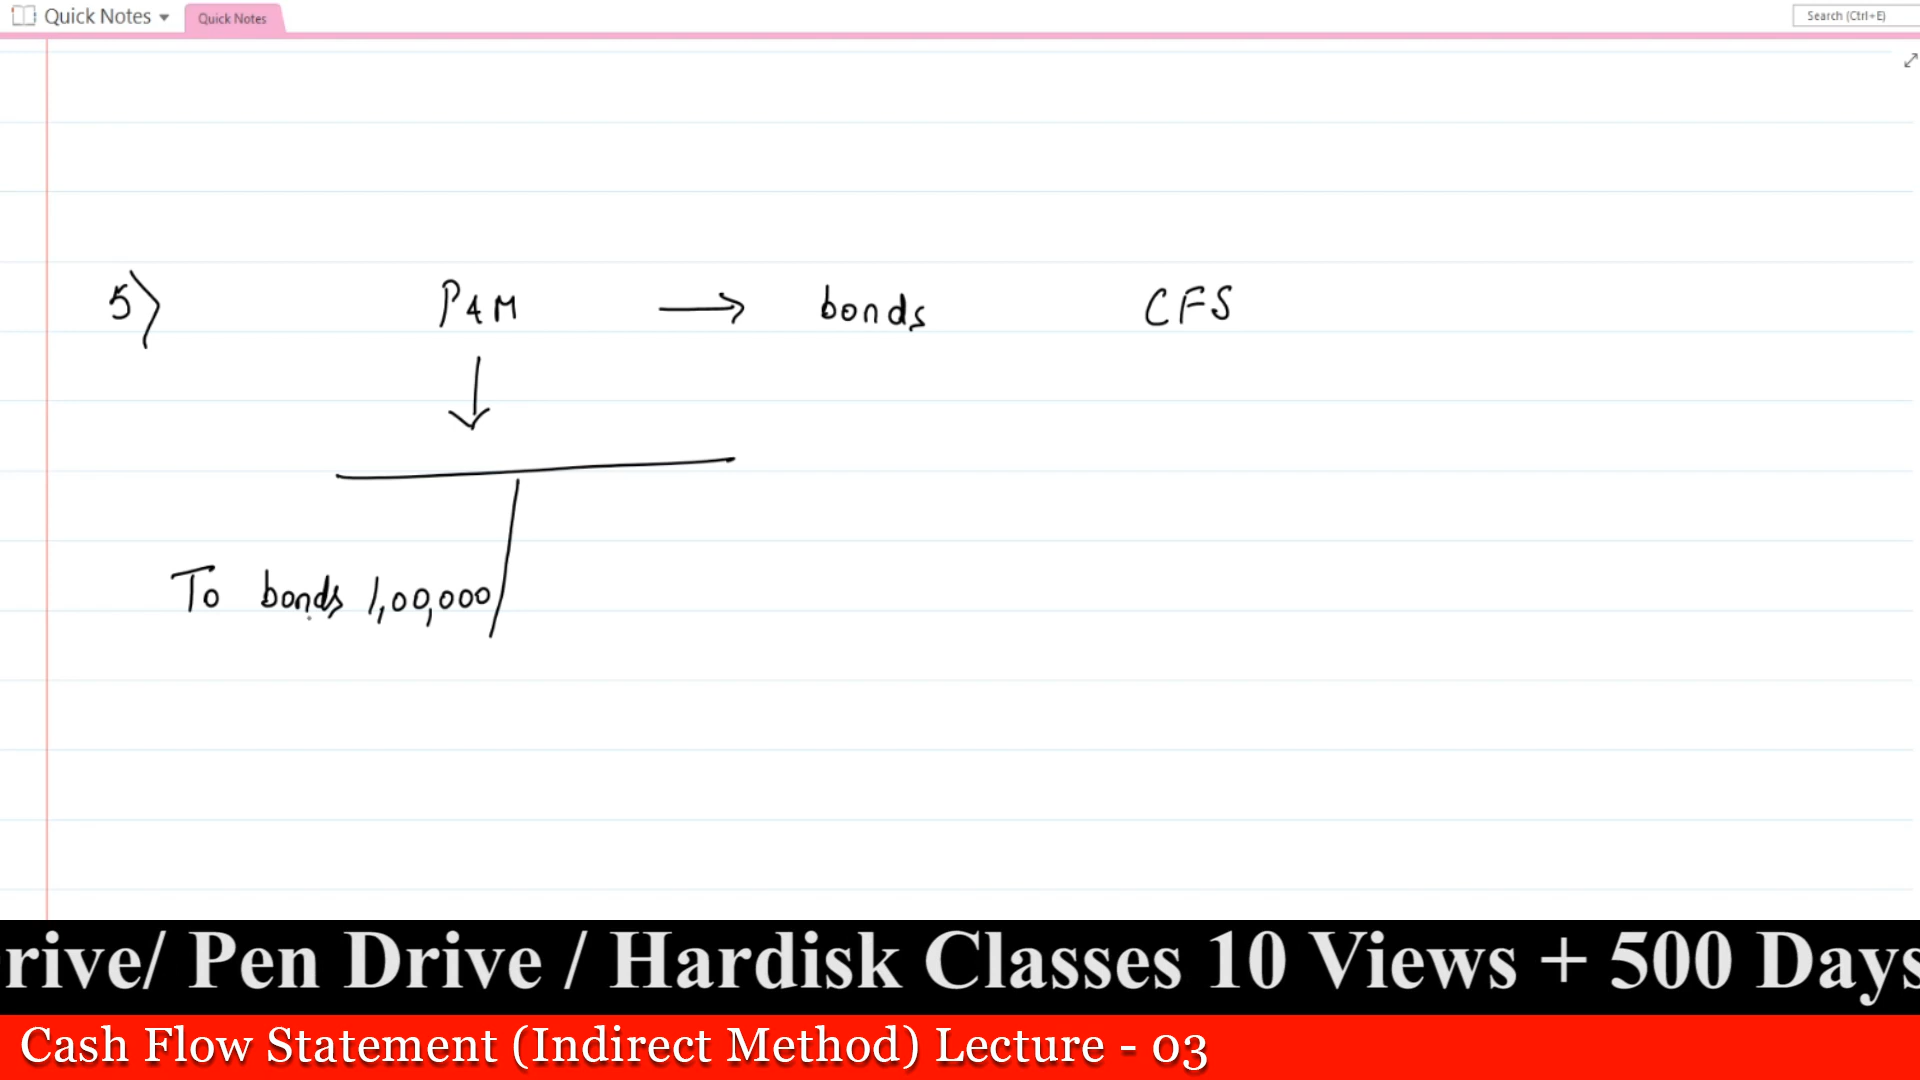 Quick Notes
Quick Notes
Search (Ctrl+E)
5) P&M → bonds CFS
To bonds 1,00,000
rive/ Pen Drive / Hardisk Classes 10 Views + 500 Days
Cash Flow Statement (Indirect Method) Lecture - 03